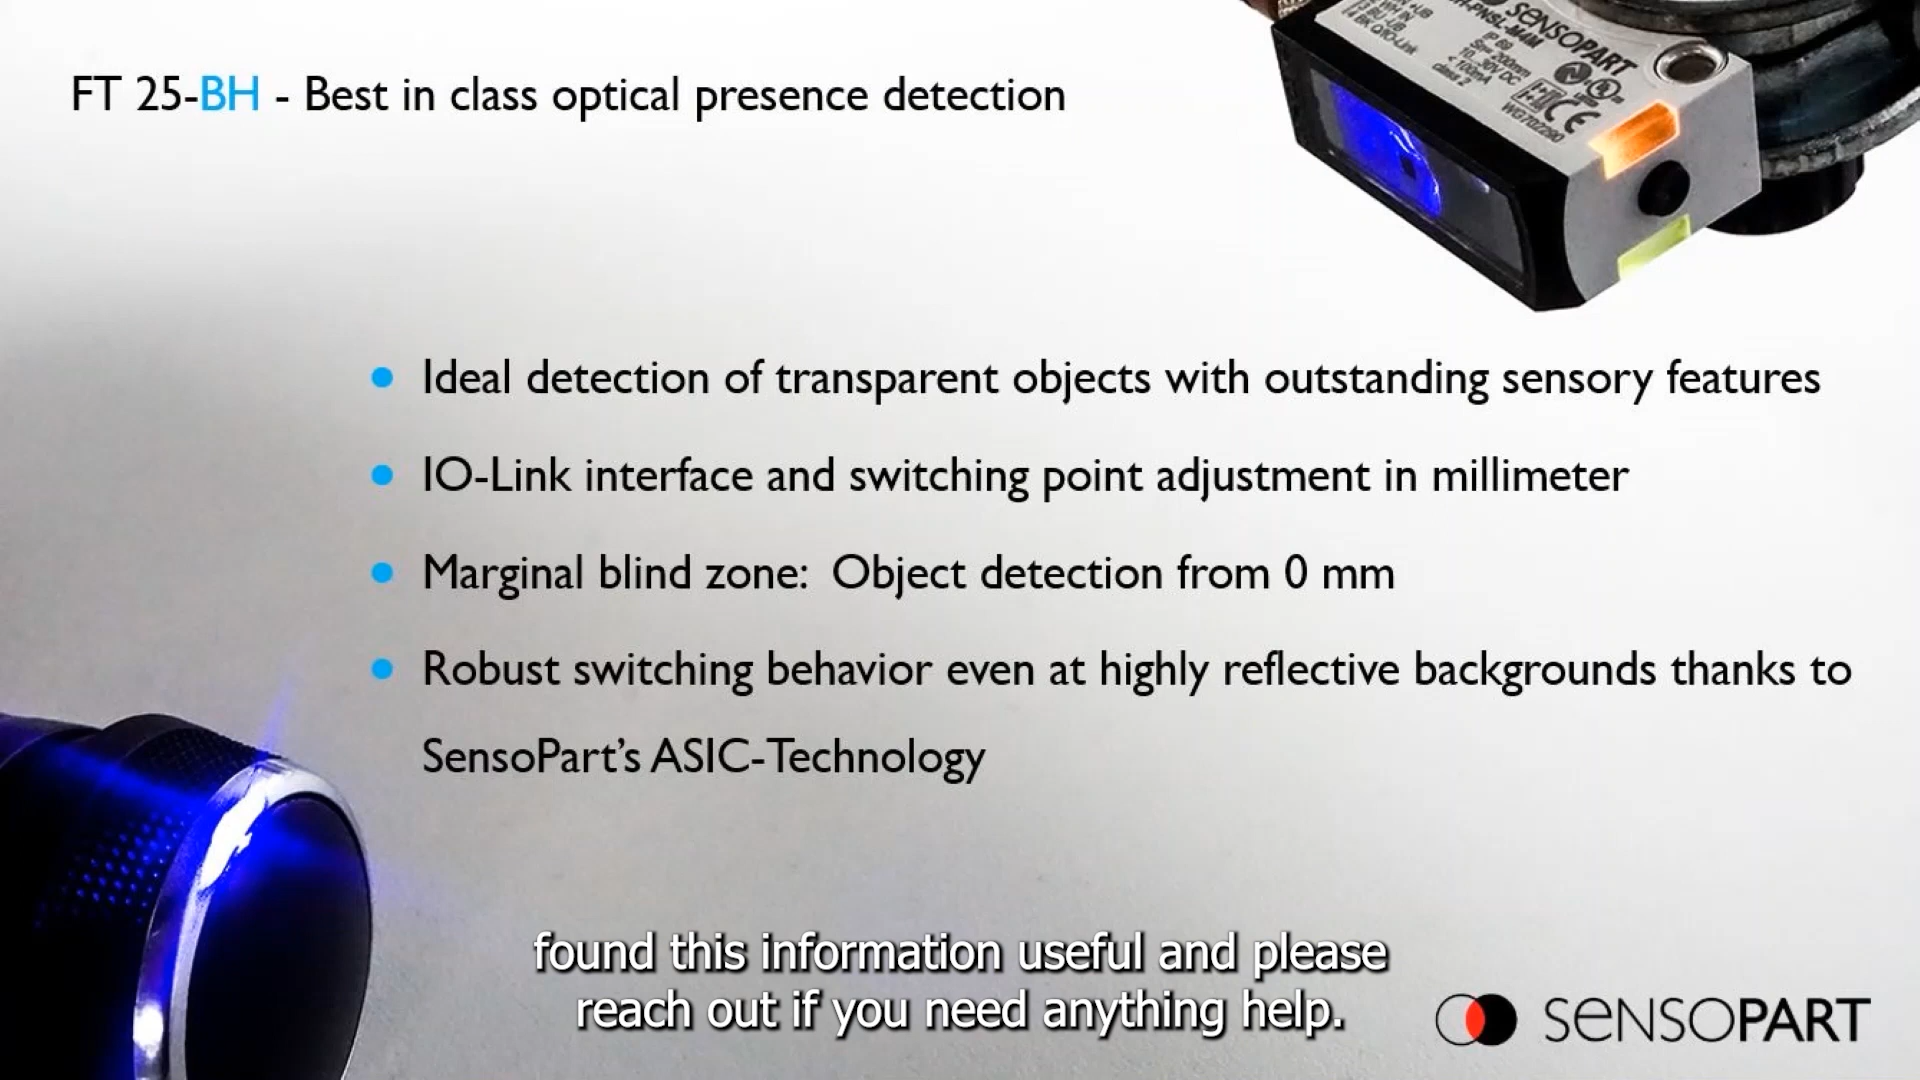 FT 25-BH - Best in class optical presence detection
SENSOPART
WG702290
• Ideal detection of transparent objects with outstanding sensory features
• IO-Link interface and switching point adjustment in millimeter
• Marginal blind zone: Object detection from 0 mm
• Robust switching behavior even at highly reflective backgrounds thanks to
SensoPart's ASIC-Technology
found this information useful and please
reach out if you need anything help.
SENSOPART